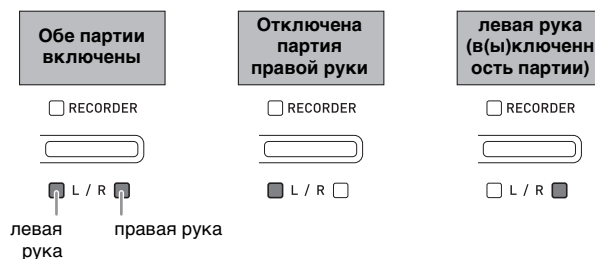 Обе партии
включены
Отключена
партия
правой руки
левая рука
(в(ы)ключенн
ость партии)
RECORDER
RECORDER
RECORDER
L / R
L / R
L / R
левая
рука
правая рука